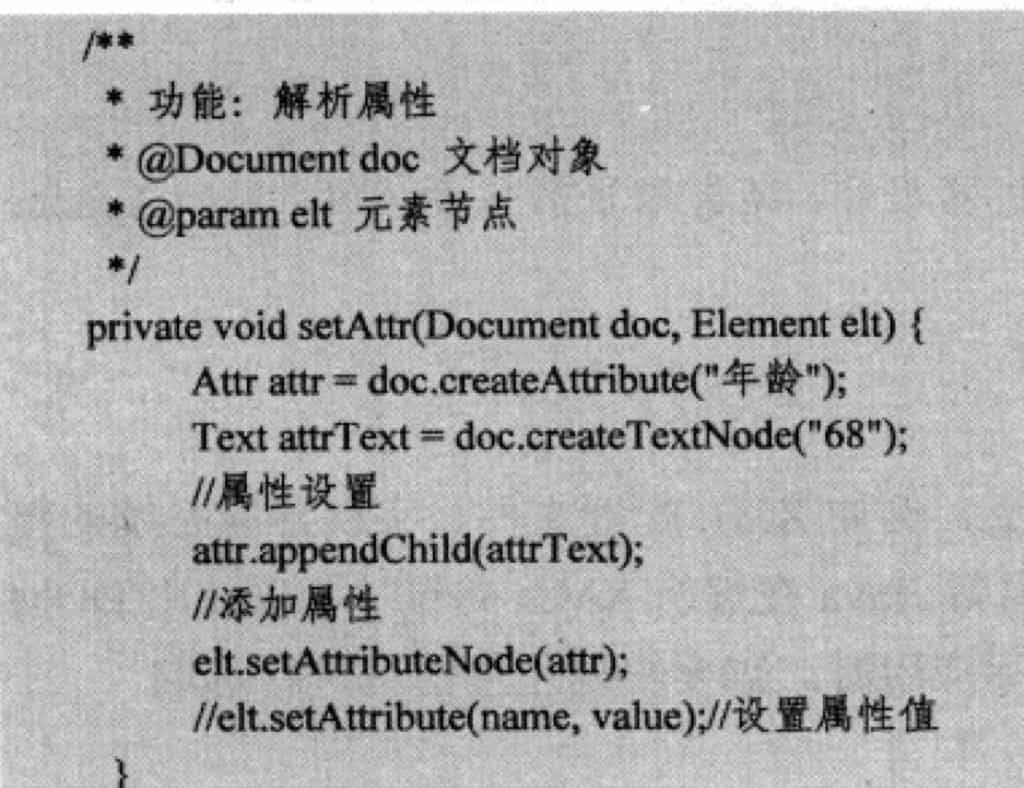 /**
* 功能：解析属性
* @Document doc 文档对象
* @param elt 元素节点
*/
private void setAttr(Document doc, Element elt) {
Attr attr = doc.createAttribute("年龄");
Text attrText = doc.createTextNode("68");
//属性设置
attr.appendChild(attrText);
//添加属性
elt.setAttributeNode(attr);
//elt.setAttribute(name, value);//设置属性值
}